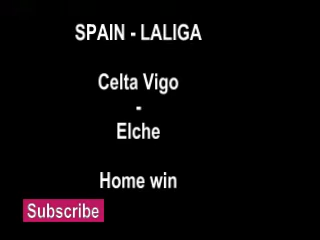 SPAIN - LALIGA
Celta Vigo
-
Elche
Home win
Subscribe